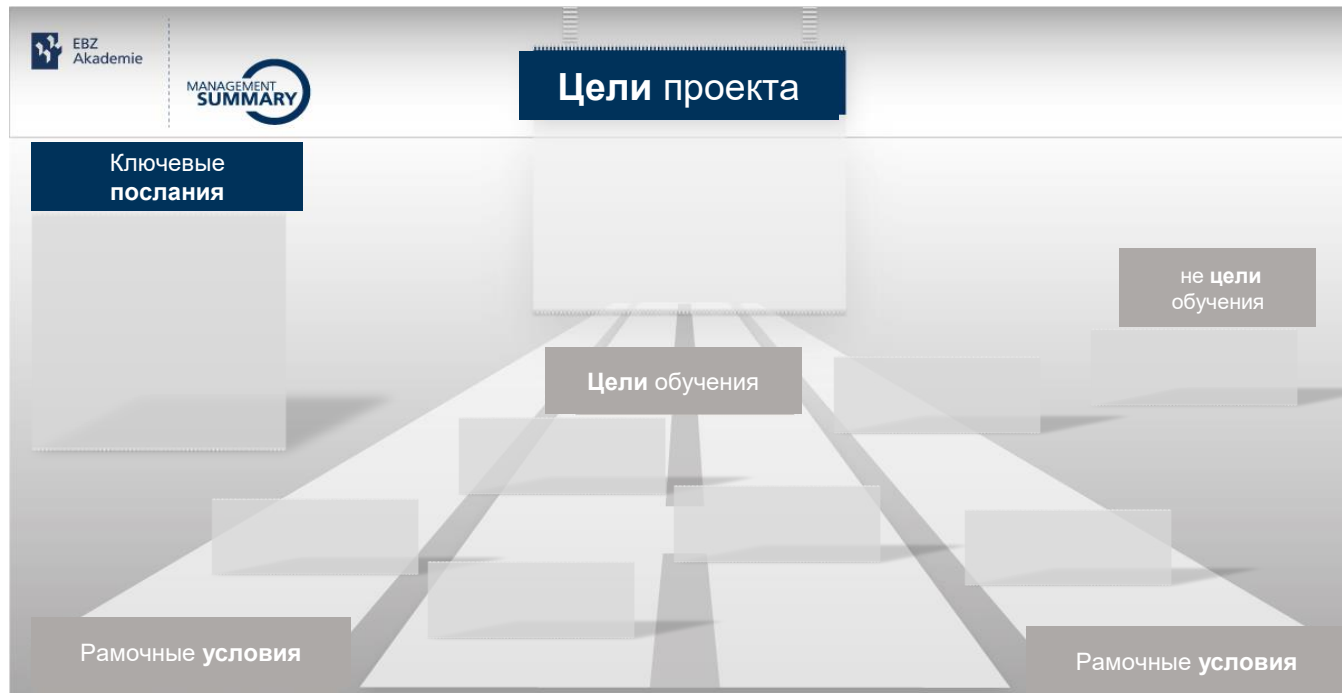 EBZ
Akademie
MANAGEMENT
SUMMARY
Цели проекта
Ключевые
послания
не цели
обучения
Цели обучения
Рамочные условия
Рамочные условия